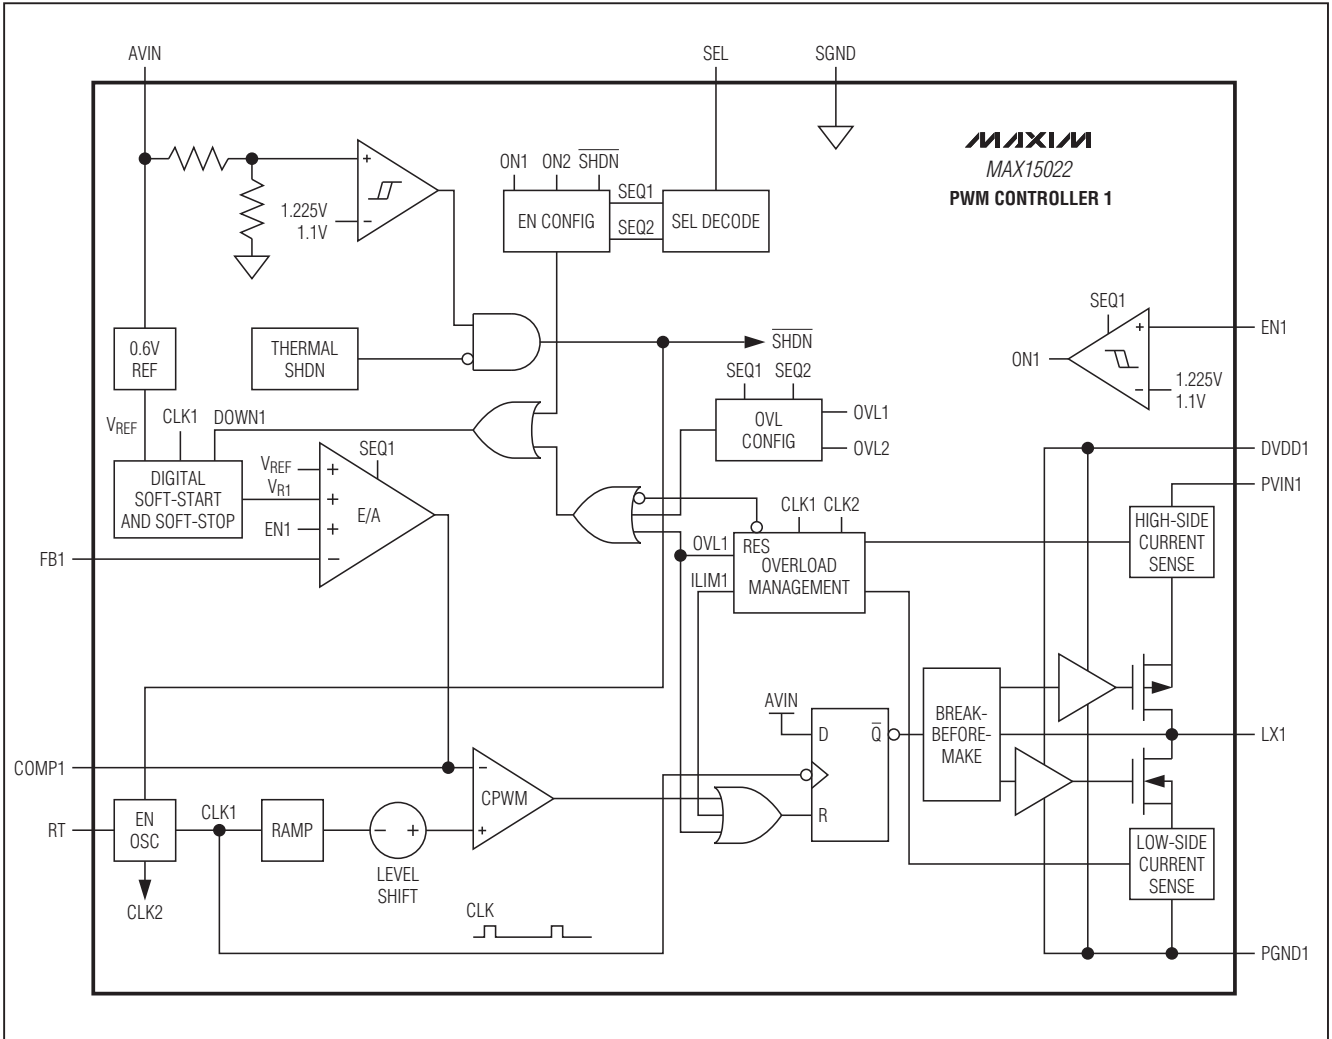 AVIN
SEL
SGND
MAXIM
MAX15022
PWM CONTROLLER 1
+
1.225V
1.1V
−
ON1
ON2
SHDN
EN CONFIG
SEQ1
SEQ2
SEL DECODE
0.6V
REF
THERMAL
SHDN
SHDN
SEQ1
+
EN1
ON1
−
1.225V
1.1V
VREF
CLK1
DOWN1
SEQ1
SEQ2
OVL
CONFIG
OVL1
OVL2
DIGITAL
SOFT-START
AND SOFT-STOP
SEQ1
VREF
+
VR1
+
E/A
EN1
+
−
FB1
DVDD1
PVIN1
CLK1
CLK2
OVL1
RES
OVERLOAD
MANAGEMENT
ILIM1
HIGH-SIDE
CURRENT
SENSE
AVIN
D
Q
R
BREAK-
BEFORE-
MAKE
LX1
COMP1
−
CPWM
+
RT
EN
OSC
CLK1
RAMP
−
+
LEVEL
SHIFT
CLK2
CLK
LOW-SIDE
CURRENT
SENSE
PGND1